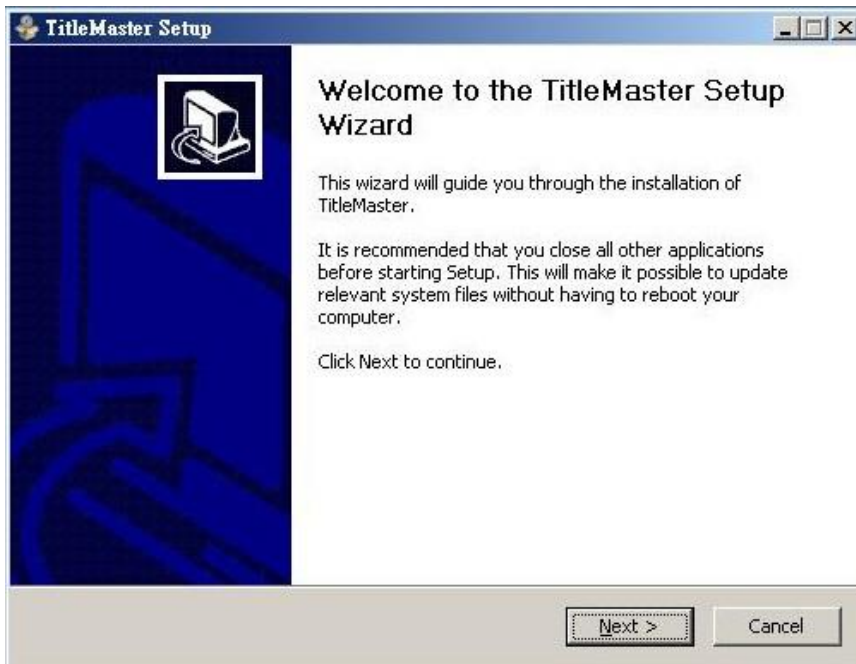 TitleMaster Setup
Welcome to the TitleMaster Setup
Wizard
This wizard will guide you through the installation of
TitleMaster.
It is recommended that you close all other applications
before starting Setup. This will make it possible to update
relevant system files without having to reboot your
computer.
Click Next to continue.
Next >
Cancel